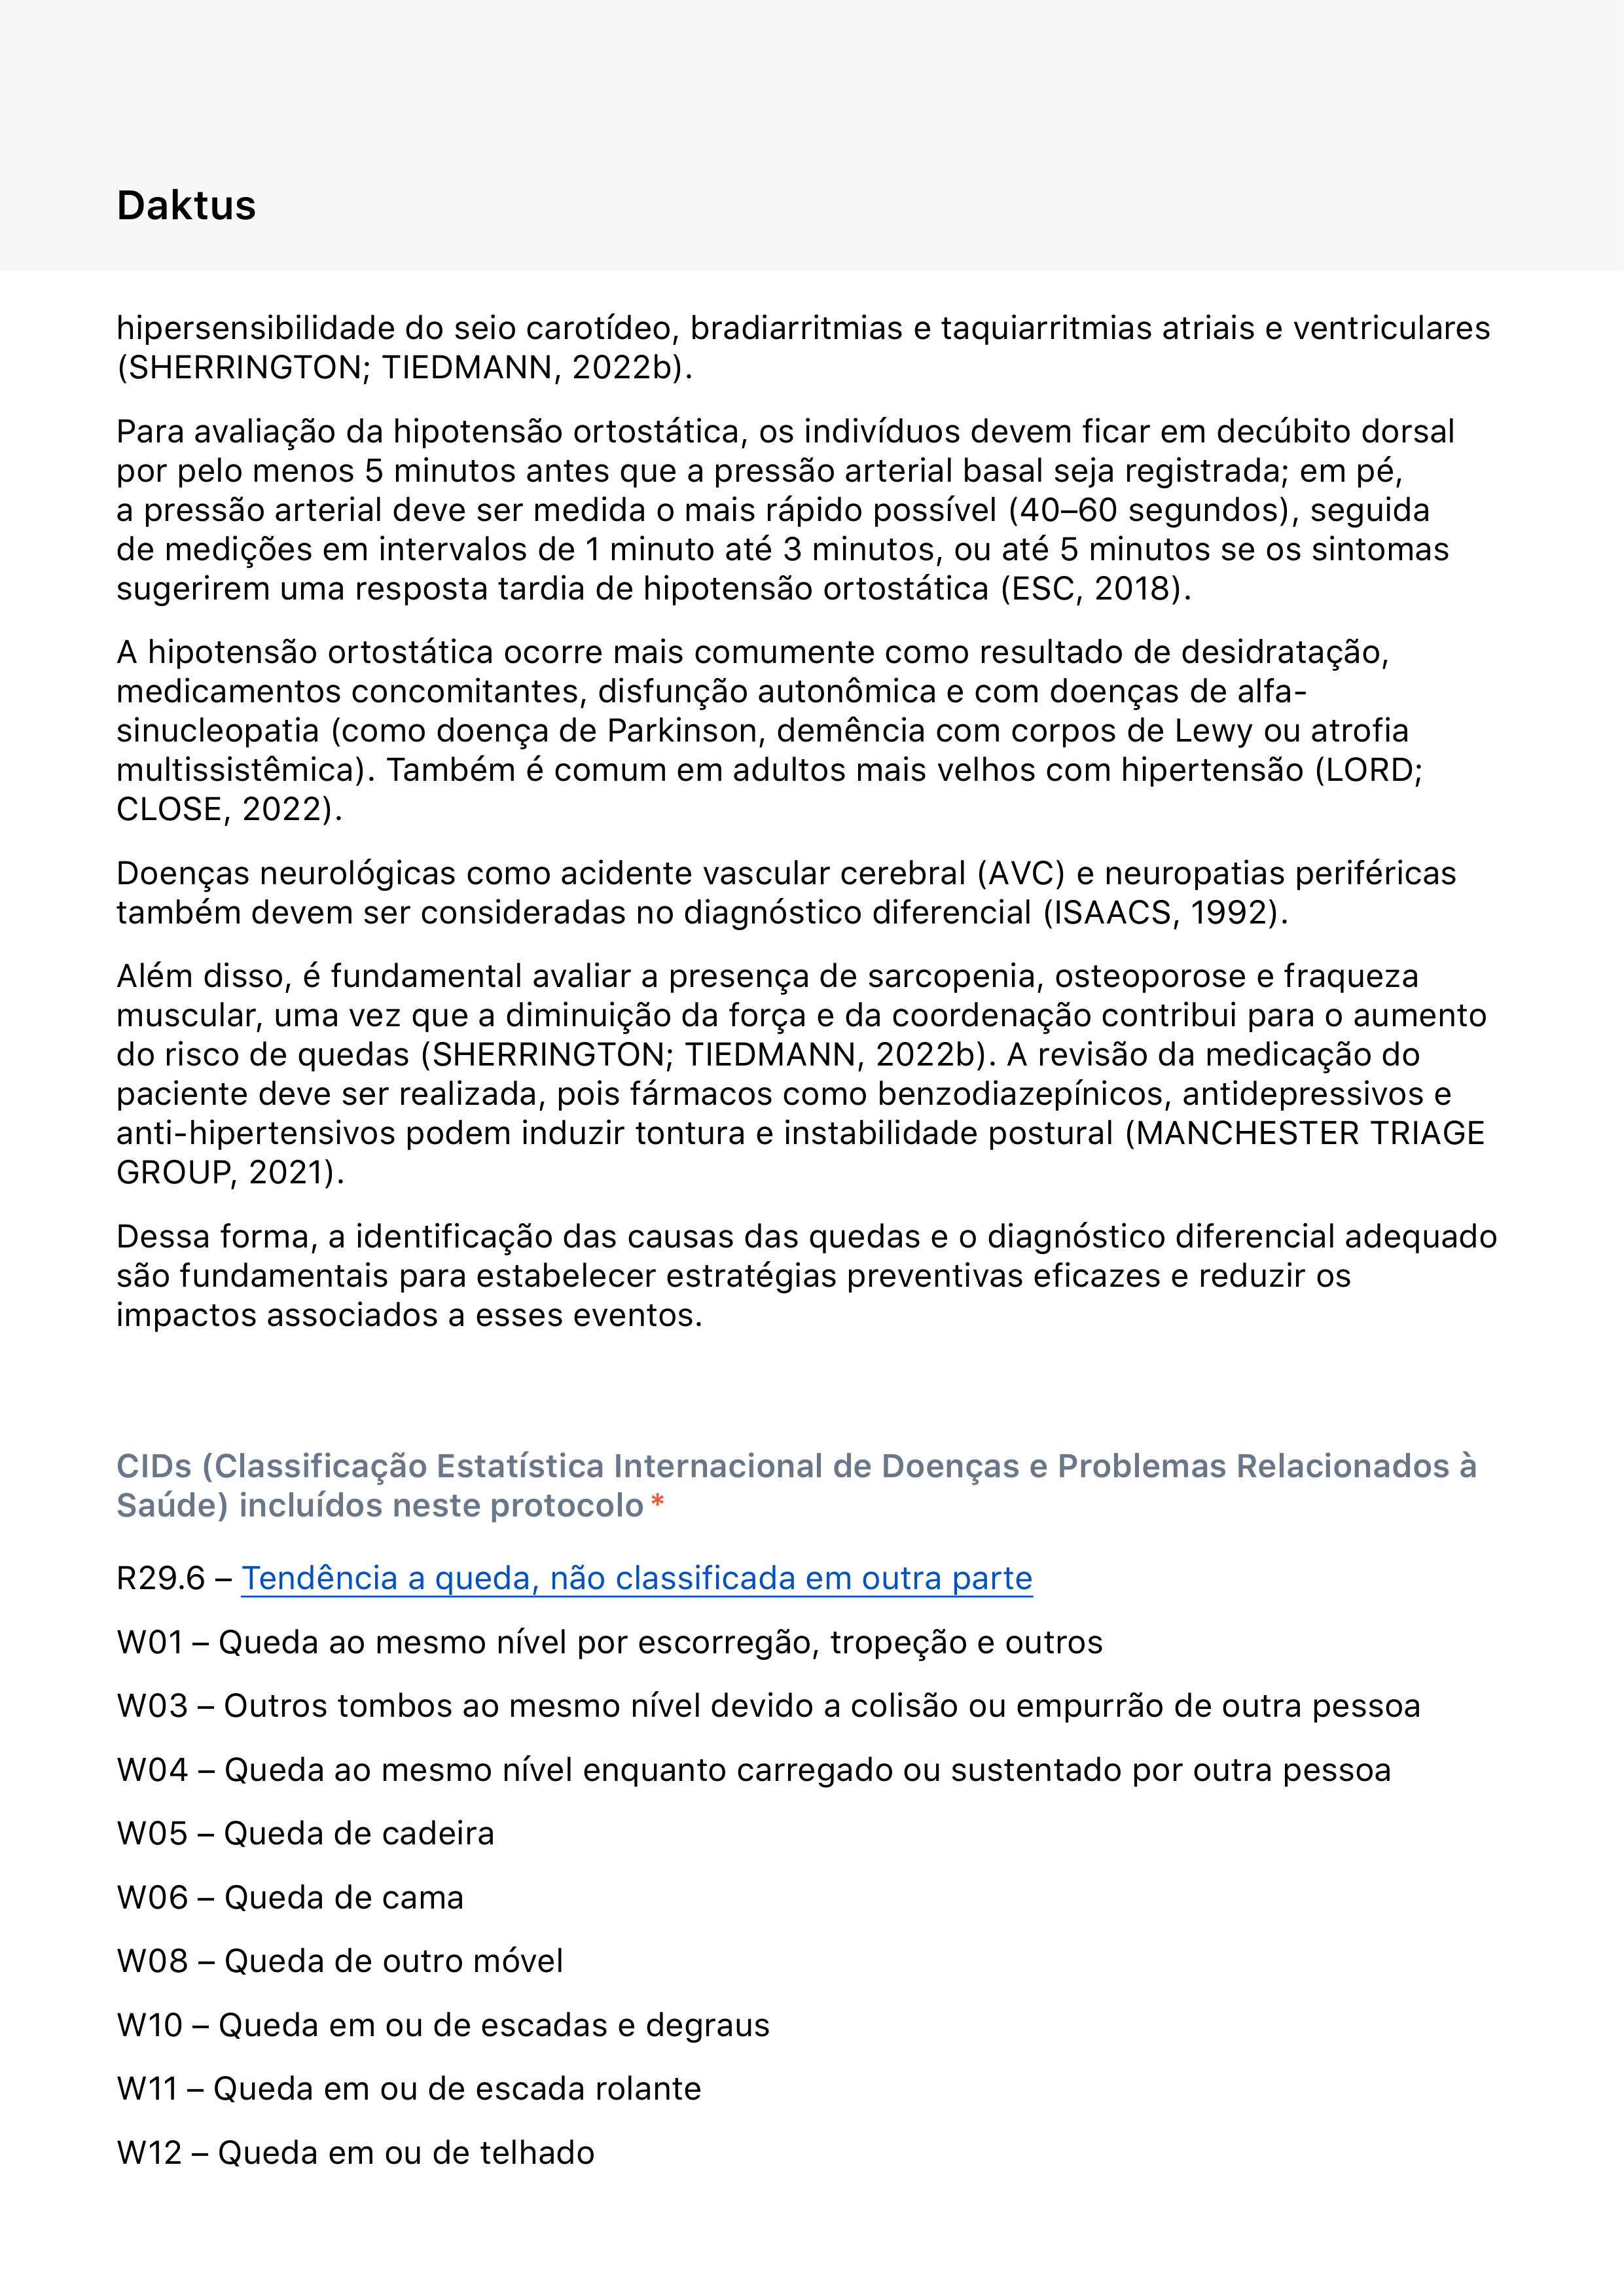 Daktus
hipersensibilidade do seio carotídeo, bradiarritmias e taquiarritmias atriais e ventriculares
(SHERRINGTON; TIEDMANN, 2022b).
Para avaliação da hipotensão ortostática, os indivíduos devem ficar em decúbito dorsal
por pelo menos 5 minutos antes que a pressão arterial basal seja registrada; em pé,
a pressão arterial deve ser medida o mais rápido possível (40–60 segundos), seguida
de medições em intervalos de 1 minuto até 3 minutos, ou até 5 minutos se os sintomas
sugerirem uma resposta tardia de hipotensão ortostática (ESC, 2018).
A hipotensão ortostática ocorre mais comumente como resultado de desidratação,
medicamentos concomitantes, disfunção autonômica e com doenças de alfa-
sinucleopatia (como doença de Parkinson, demência com corpos de Lewy ou atrofia
multissistêmica). Também é comum em adultos mais velhos com hipertensão (LORD;
CLOSE, 2022).
Doenças neurológicas como acidente vascular cerebral (AVC) e neuropatias periféricas
também devem ser consideradas no diagnóstico diferencial (ISAACS, 1992).
Além disso, é fundamental avaliar a presença de sarcopenia, osteoporose e fraqueza
muscular, uma vez que a diminuição da força e da coordenação contribui para o aumento
do risco de quedas (SHERRINGTON; TIEDMANN, 2022b). A revisão da medicação do
paciente deve ser realizada, pois fármacos como benzodiazepínicos, antidepressivos e
anti-hipertensivos podem induzir tontura e instabilidade postural (MANCHESTER TRIAGE
GROUP, 2021).
Dessa forma, a identificação das causas das quedas e o diagnóstico diferencial adequado
são fundamentais para estabelecer estratégias preventivas eficazes e reduzir os
impactos associados a esses eventos.
CIDs (Classificação Estatística Internacional de Doenças e Problemas Relacionados à
Saúde) incluídos neste protocolo *
R29.6 – Tendência a queda, não classificada em outra parte
W01 – Queda ao mesmo nível por escorregão, tropeção e outros
W03 – Outros tombos ao mesmo nível devido a colisão ou empurrão de outra pessoa
W04 – Queda ao mesmo nível enquanto carregado ou sustentado por outra pessoa
W05 – Queda de cadeira
W06 – Queda de cama
W08 – Queda de outro móvel
W10 – Queda em ou de escadas e degraus
W11 – Queda em ou de escada rolante
W12 – Queda em ou de telhado